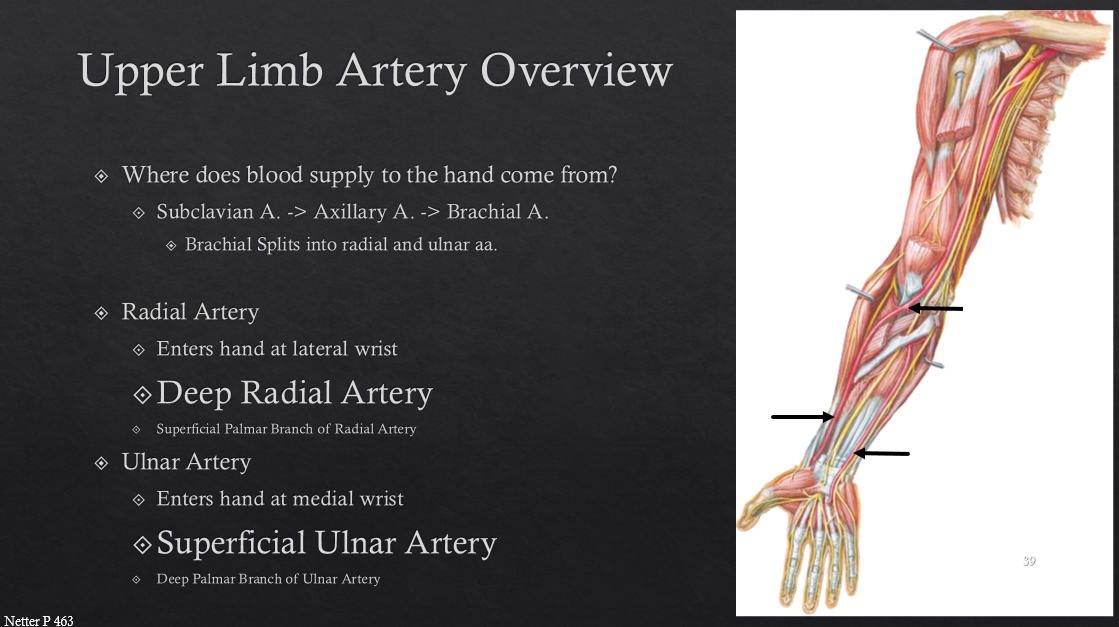 Upper Limb Artery Overview
Where does blood supply to the hand come from?
Subclavian A. -> Axillary A. -> Brachial A.
Brachial Splits into radial and ulnar aa.
Radial Artery
Enters hand at lateral wrist
Deep Radial Artery
Superficial Palmar Branch of Radial Artery
Ulnar Artery
Enters hand at medial wrist
Superficial Ulnar Artery
Deep Palmar Branch of Ulnar Artery
39
Netter P 463